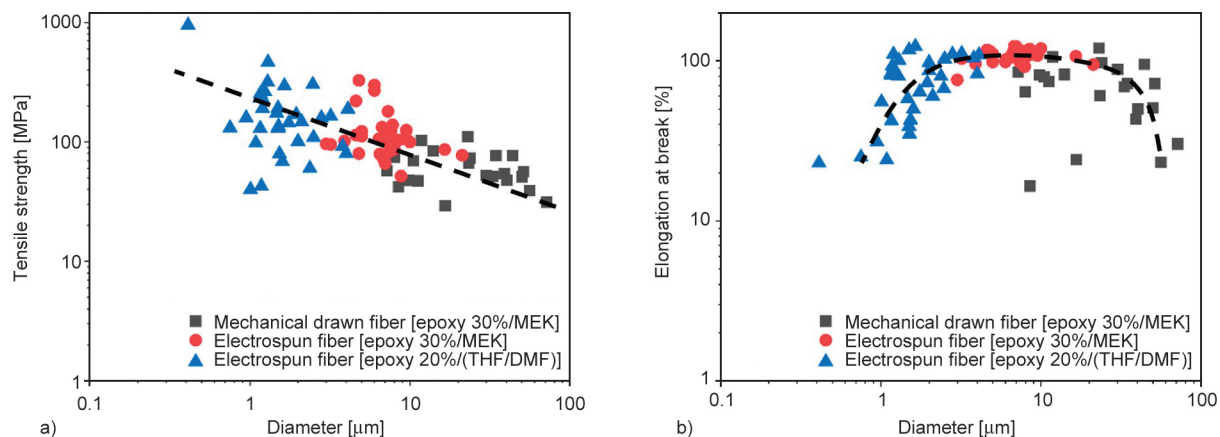 1000
100
10
1
Tensile strength [MPa]
Mechanical drawn fiber [epoxy 30%/MEK]
Electrospun fiber [epoxy 30%/MEK]
Electrospun fiber [epoxy 20%/(THF/DMF)]
0.1 1 10 100
a) Diameter [μm]
100
10
1
Elongation at break [%]
Mechanical drawn fiber [epoxy 30%/MEK]
Electrospun fiber [epoxy 30%/MEK]
Electrospun fiber [epoxy 20%/(THF/DMF)]
0.1 1 10 100
b) Diameter [μm]